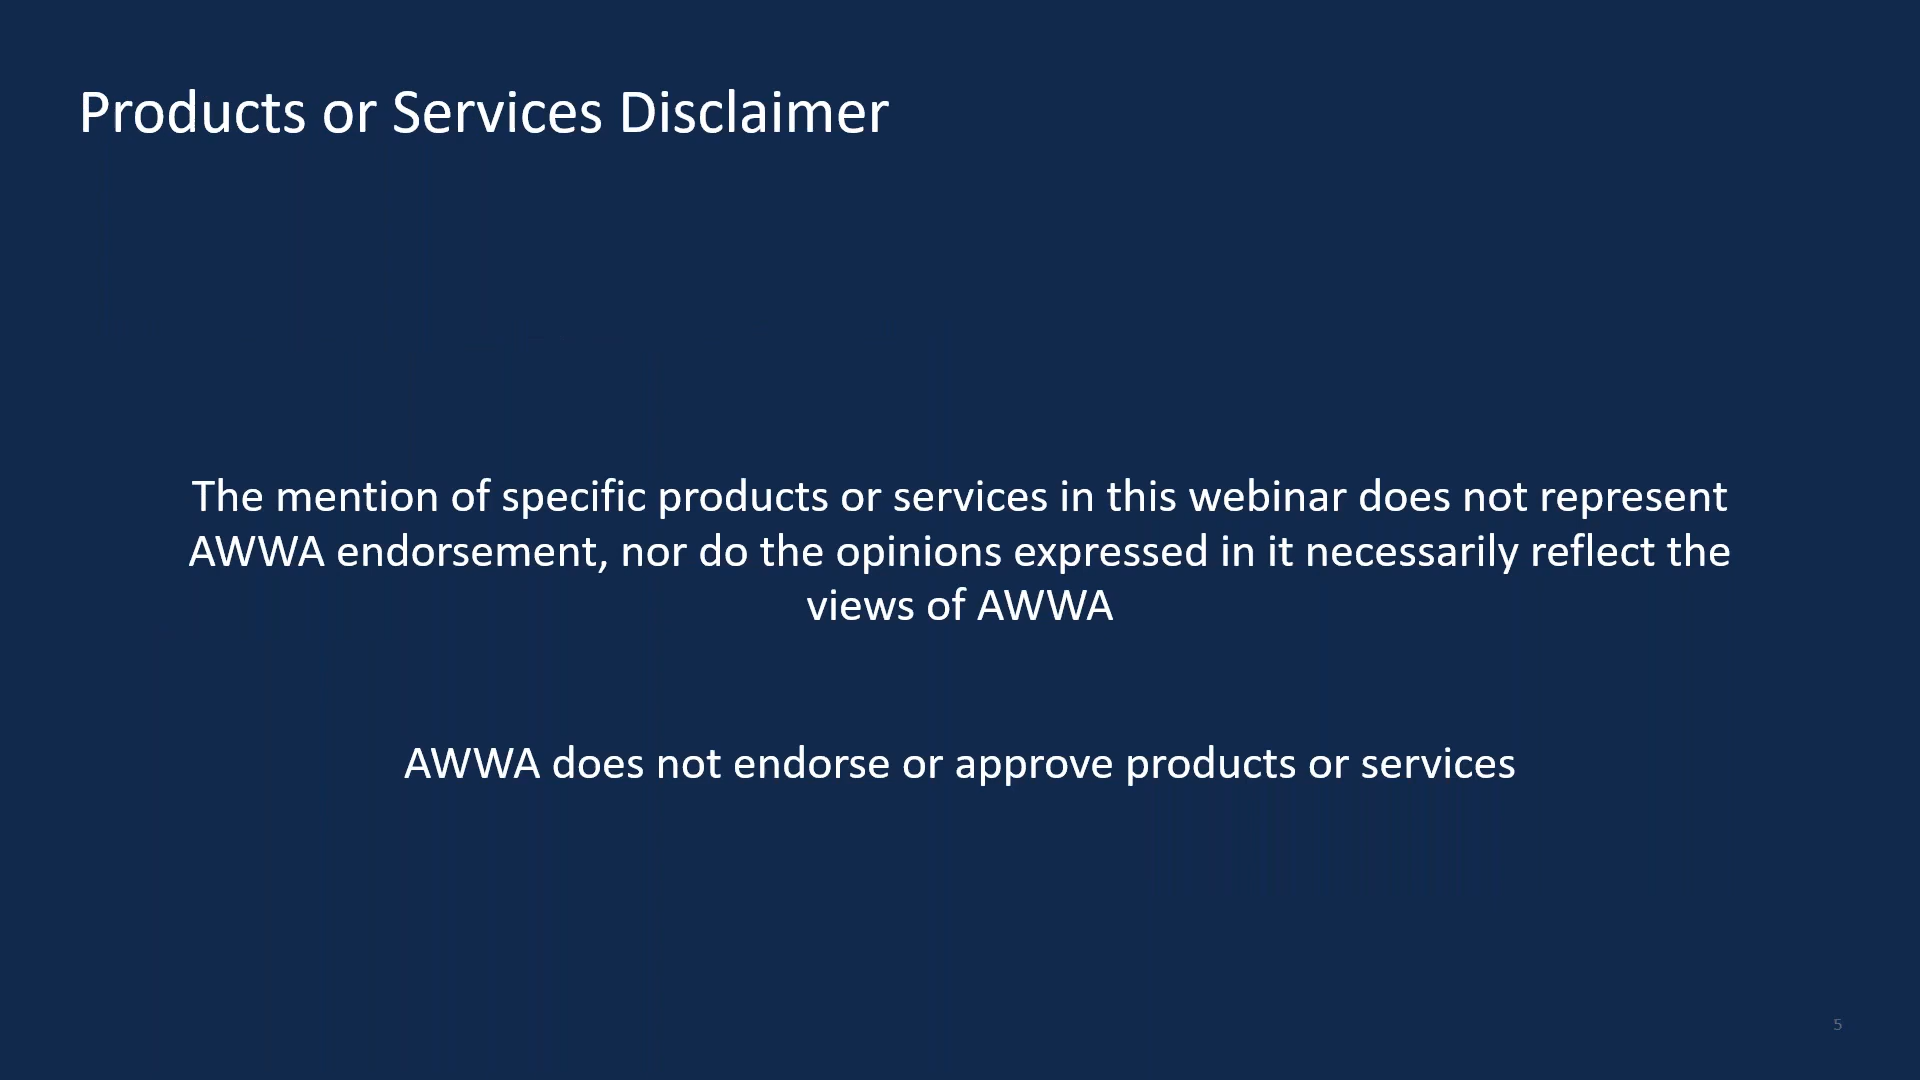 Products or Services Disclaimer
The mention of specific products or services in this webinar does not represent
AWWA endorsement, nor do the opinions expressed in it necessarily reflect the
views of AWWA
AWWA does not endorse or approve products or services
5